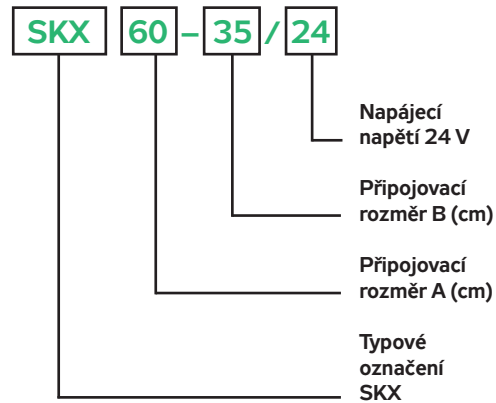 SKX 60 – 35 / 24
Napájecí
napětí 24 V
Připojovací
rozměr B (cm)
Připojovací
rozměr A (cm)
Typové
označení
SKX